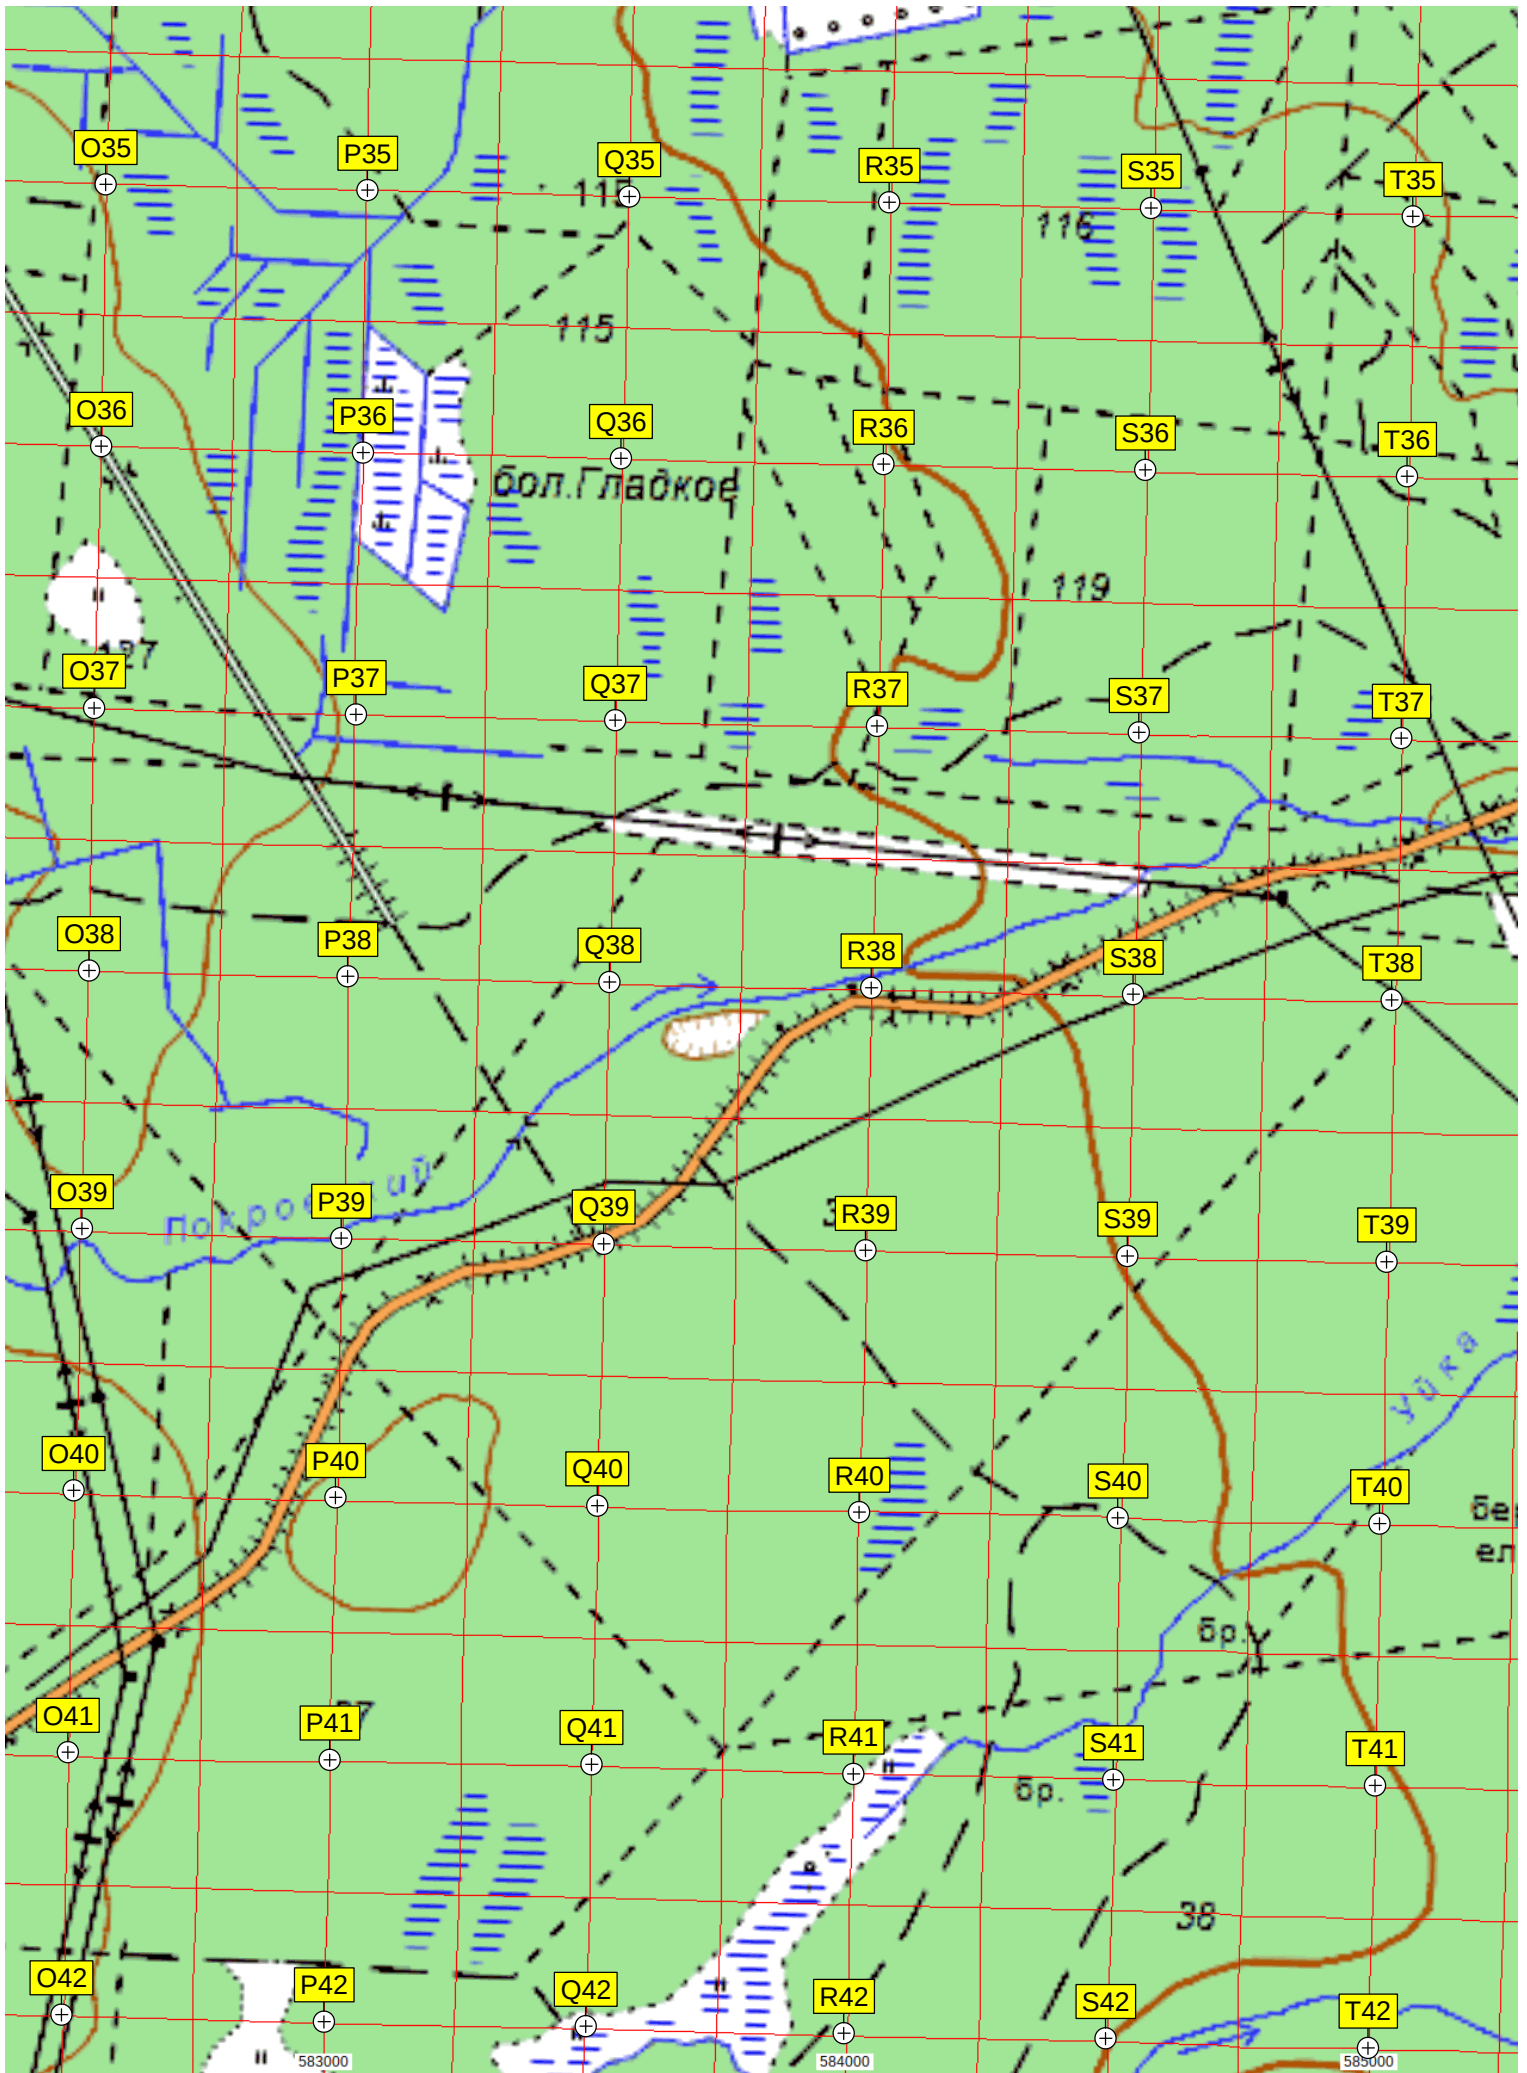 O35 P35 Q35 R35 S35 T35
116
115
O36 P36 Q36 R36 S36 T36
бол.Гладкое
119
O37 P37 Q37 R37 S37 T37
O38 P38 Q38 R38 S38 T38
O39 P39 Q39 R39 S39 T39
Уйка
O40 P40 Q40 R40 S40 T40
бр.
O41 P41 Q41 R41 S41 T41
бр.
38
O42 P42 Q42 R42 S42 T42
583000 584000 585000